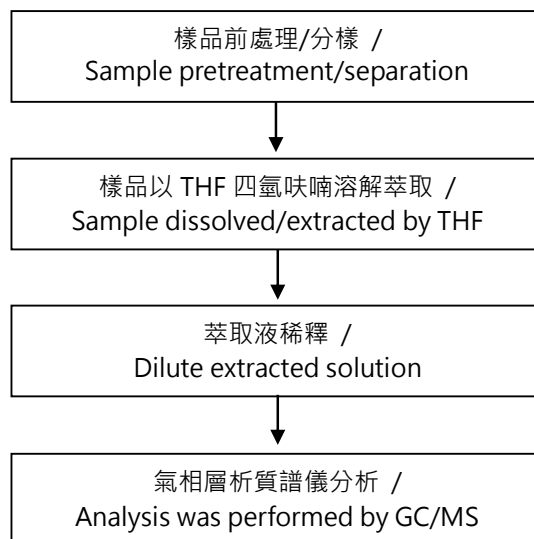 樣品前處理/分樣 /
Sample pretreatment/separation
樣品以 THF 四氫呋喃溶解萃取 /
Sample dissolved/extracted by THF
萃取液稀釋 /
Dilute extracted solution
氣相層析質譜儀分析 /
Analysis was performed by GC/MS